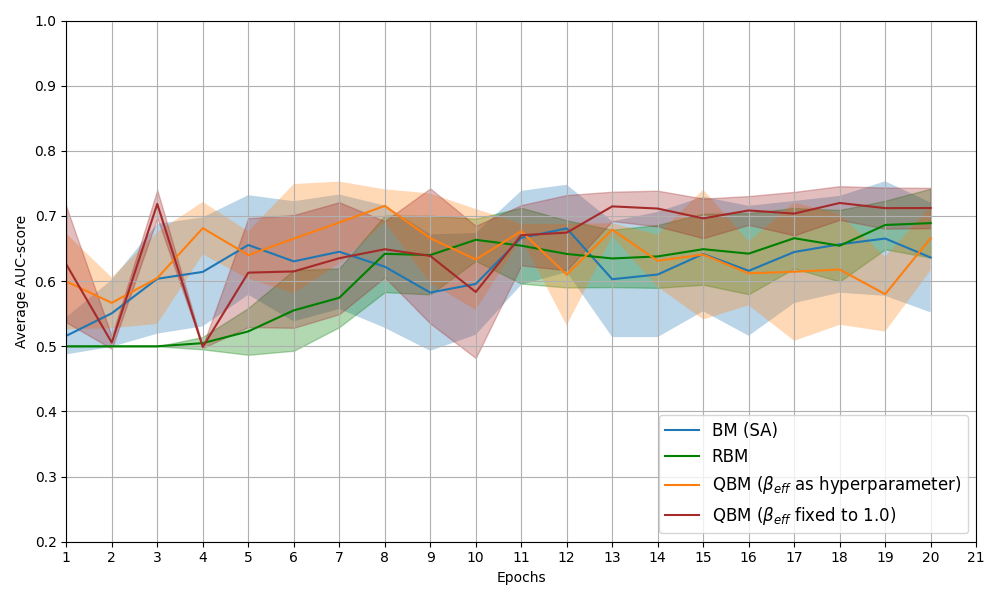 1.0
0.9
0.8
0.7
0.6
0.5
0.4
0.3
0.2
Average AUC-score
BM (SA)
RBM
QBM (β_eff as hyperparameter)
QBM (β_eff fixed to 1.0)
1 2 3 4 5 6 7 8 9 10 11 12 13 14 15 16 17 18 19 20 21
Epochs